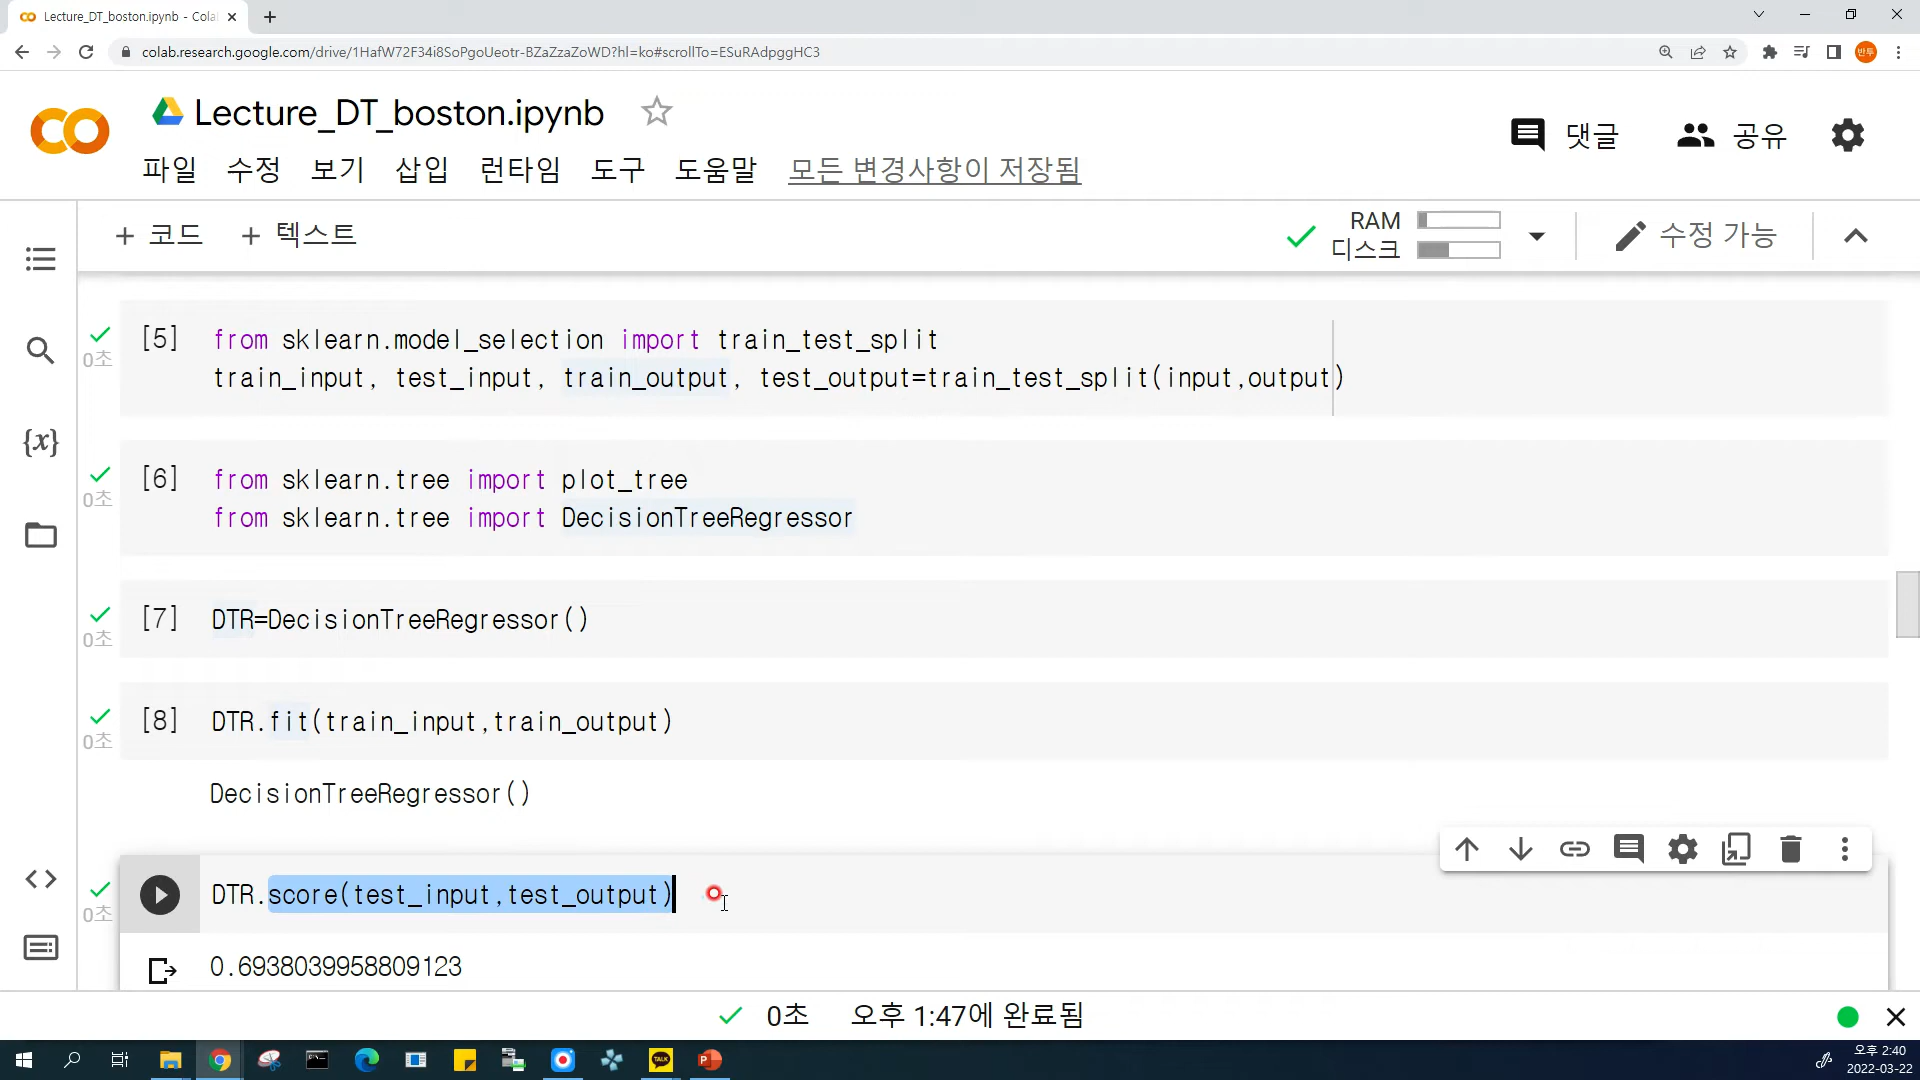 Lecture_DT_boston.ipynb - Cola
colab.research.google.com/drive/1HafW72F34i8SoPgoUeotr-BZaZzaZoWD?hl=ko#scrollTo=ESuRAdpggHC3
반투
Lecture_DT_boston.ipynb
댓글 공유
파일 수정 보기 삽입 런타임 도구 도움말 모든 변경사항이 저장됨
+ 코드 + 텍스트
RAM
디스크
수정 가능
[5] from sklearn.model_selection import train_test_split
0초 train_input, test_input, train_output, test_output=train_test_split(input,output)
{x}
[6] from sklearn.tree import plot_tree
0초 from sklearn.tree import DecisionTreeRegressor
[7] DTR=DecisionTreeRegressor()
0초
[8] DTR.fit(train_input,train_output)
0초
DecisionTreeRegressor()
DTR.score(test_input,test_output)
0초
0.6938039958809123
0초 오후 1:47에 완료됨
TALK
P
오후 2:40
2022-03-22